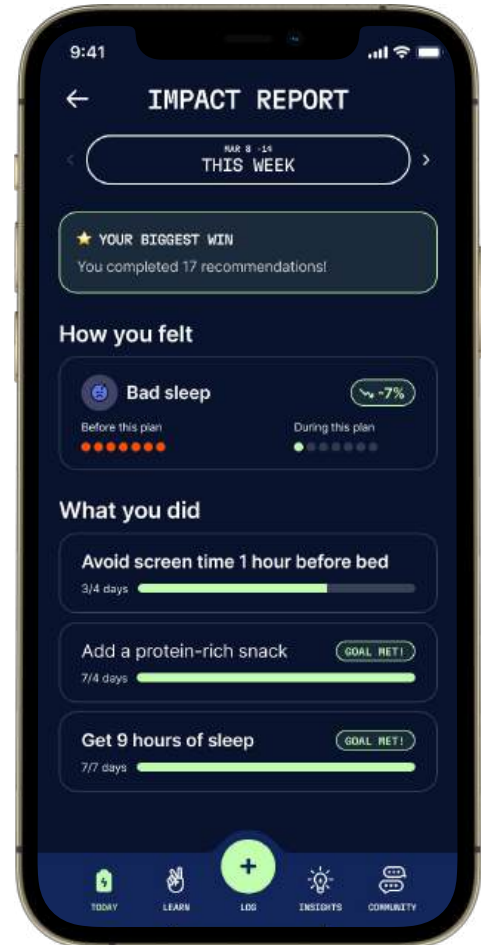 9:41
IMPACT REPORT
MAR 8 -14
THIS WEEK
YOUR BIGGEST WIN
You completed 17 recommendations!
How you felt
Bad sleep
-7%
Before this plan
During this plan
What you did
Avoid screen time 1 hour before bed
3/4 days
Add a protein-rich snack
GOAL MET!
7/4 days
Get 9 hours of sleep
GOAL MET!
7/7 days
+
TODAY
LEARN
LOG
INSIGHTS
COMMUNITY